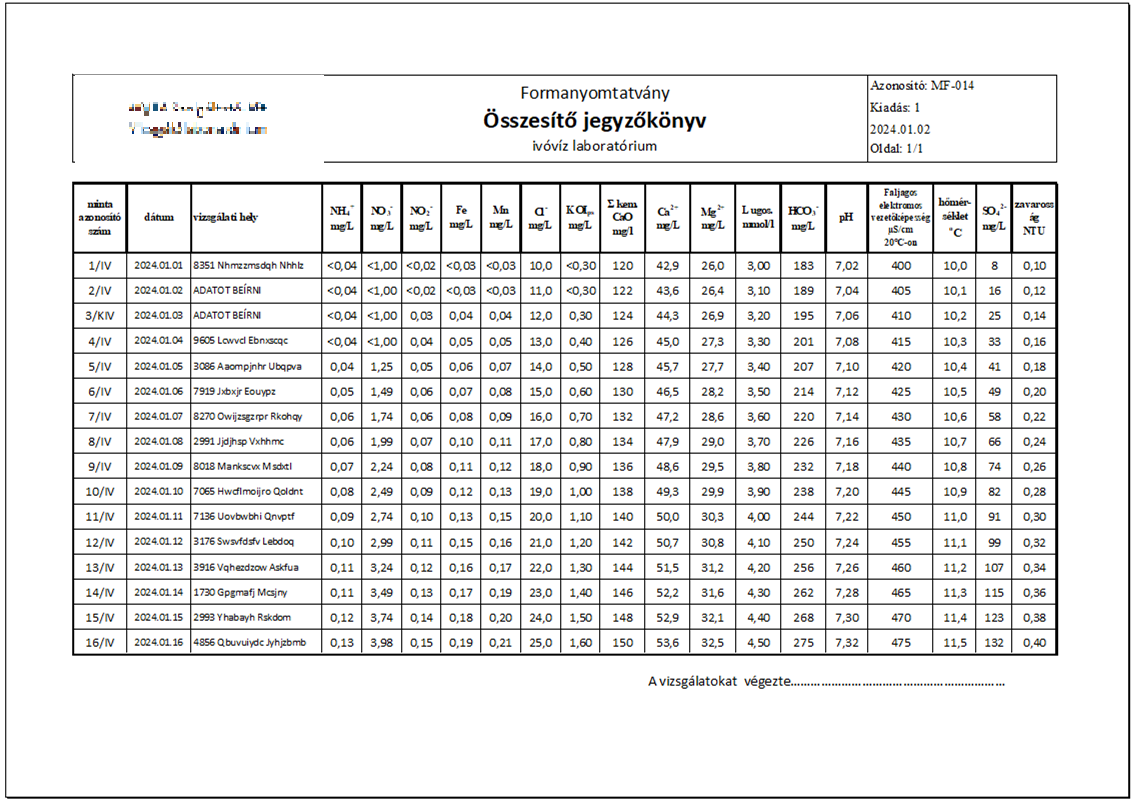 Formanyomtatvány
Összesítő jegyzőkönyv
ivóvíz laboratórium
Azonosító: MF-014
Kiadás: 1
2024.01.02
Oldal: 1/1
minta azonosító szám dátum vizsgálati hely NH₄⁺ mg/L NO₃⁻ mg/L NO₂⁻ mg/L Fe mg/L Mn mg/L Cl⁻ mg/L KOIₚₛ mg/L Σ kem CaO mg/l Ca²⁺ mg/L Mg²⁺ mg/L Lugos. mmol/l HCO₃⁻ mg/L pH Faljagos elektromos vezetőképesség µS/cm 20°C-on hőmér-séklet °C SO₄²⁻ mg/L zavaross ág NTU
1/IV 2024.01.01 8351 Nhmzzmsdqh Nhhlz <0,04 <1,00 <0,02 <0,03 <0,03 10,0 <0,30 120 42,9 26,0 3,00 183 7,02 400 10,0 8 0,10
2/IV 2024.01.02 ADATOT BEÍRNI <0,04 <1,00 <0,02 <0,03 <0,03 11,0 <0,30 122 43,6 26,4 3,10 189 7,04 405 10,1 16 0,12
3/KIV 2024.01.03 ADATOT BEÍRNI <0,04 <1,00 0,03 0,04 0,04 12,0 0,30 124 44,3 26,9 3,20 195 7,06 410 10,2 25 0,14
4/IV 2024.01.04 9605 Lcwvcl Ebnxscqc <0,04 <1,00 0,04 0,05 0,05 13,0 0,40 126 45,0 27,3 3,30 201 7,08 415 10,3 33 0,16
5/IV 2024.01.05 3086 Aaompjnhr Ubqpva 0,04 1,25 0,05 0,06 0,07 14,0 0,50 128 45,7 27,7 3,40 207 7,10 420 10,4 41 0,18
6/IV 2024.01.06 7919 Jxbxjr Eouypz 0,05 1,49 0,06 0,07 0,08 15,0 0,60 130 46,5 28,2 3,50 214 7,12 425 10,5 49 0,20
7/IV 2024.01.07 8270 Owijzsgzrpr Rkohqy 0,06 1,74 0,06 0,08 0,09 16,0 0,70 132 47,2 28,6 3,60 220 7,14 430 10,6 58 0,22
8/IV 2024.01.08 2991 Jjdjhsp Vxhhmc 0,06 1,99 0,07 0,10 0,11 17,0 0,80 134 47,9 29,0 3,70 226 7,16 435 10,7 66 0,24
9/IV 2024.01.09 8018 Mankscvx Msdxtl 0,07 2,24 0,08 0,11 0,12 18,0 0,90 136 48,6 29,5 3,80 232 7,18 440 10,8 74 0,26
10/IV 2024.01.10 7065 Hwcflmoijro Qoldnt 0,08 2,49 0,09 0,12 0,13 19,0 1,00 138 49,3 29,9 3,90 238 7,20 445 10,9 82 0,28
11/IV 2024.01.11 7136 Uovbwbhi Qnvptf 0,09 2,74 0,10 0,13 0,15 20,0 1,10 140 50,0 30,3 4,00 244 7,22 450 11,0 91 0,30
12/IV 2024.01.12 3176 Swsvfdsfv Lebdoq 0,10 2,99 0,11 0,15 0,16 21,0 1,20 142 50,7 30,8 4,10 250 7,24 455 11,1 99 0,32
13/IV 2024.01.13 3916 Vqhezdzow Askfua 0,11 3,24 0,12 0,16 0,17 22,0 1,30 144 51,5 31,2 4,20 256 7,26 460 11,2 107 0,34
14/IV 2024.01.14 1730 Gpgmafj Mcsjny 0,11 3,49 0,13 0,17 0,19 23,0 1,40 146 52,2 31,6 4,30 262 7,28 465 11,3 115 0,36
15/IV 2024.01.15 2993 Yhabayh Rskdom 0,12 3,74 0,14 0,18 0,20 24,0 1,50 148 52,9 32,1 4,40 268 7,30 470 11,4 123 0,38
16/IV 2024.01.16 4856 Qbuvuiydc Jyhjzbmb 0,13 3,98 0,15 0,19 0,21 25,0 1,60 150 53,6 32,5 4,50 275 7,32 475 11,5 132 0,40
A vizsgálatokat végezte……………………………………………………